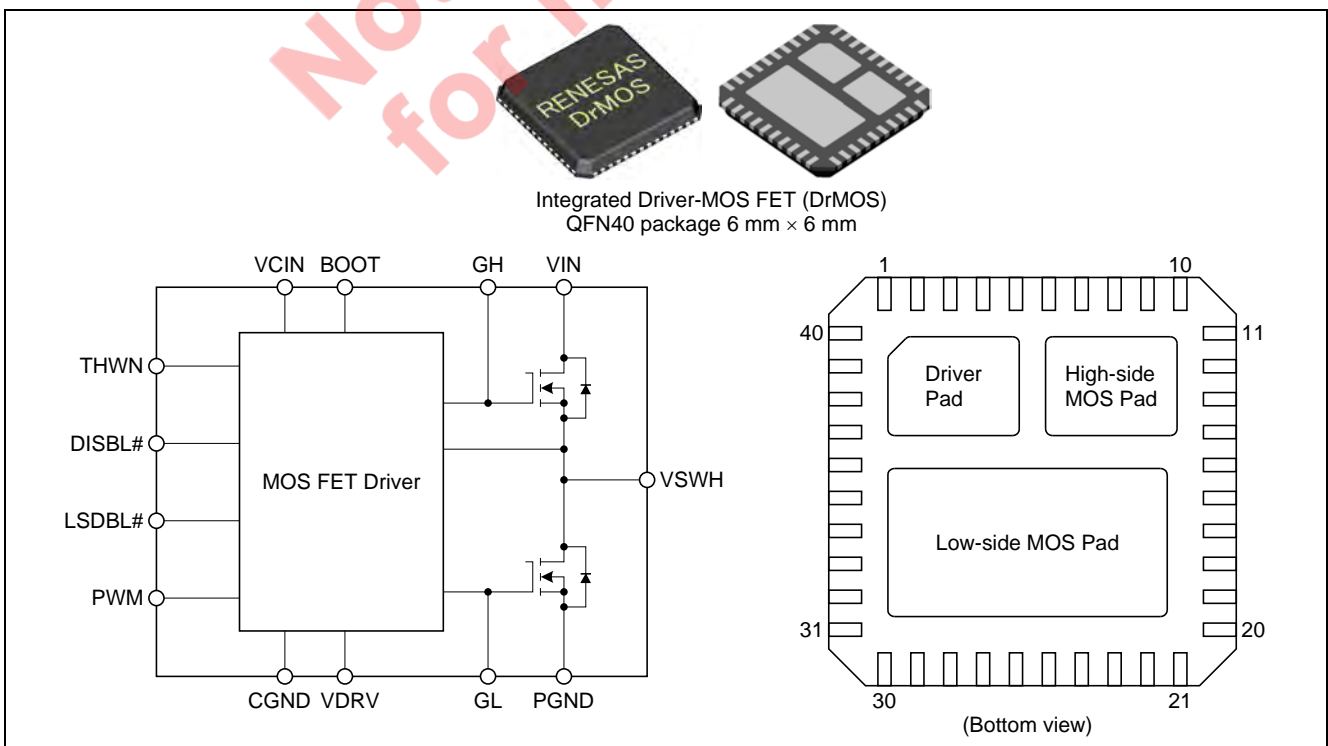 RENESAS
DrMOS
Integrated Driver-MOS FET (DrMOS)
QFN40 package 6 mm × 6 mm
VCIN BOOT GH VIN
THWN
DISBL#
LSDBL#
PWM
MOS FET Driver
VSWH
CGND VDRV GL PGND
1 10
40 11
Driver
Pad
High-side
MOS Pad
Low-side MOS Pad
31 20
30 21
(Bottom view)